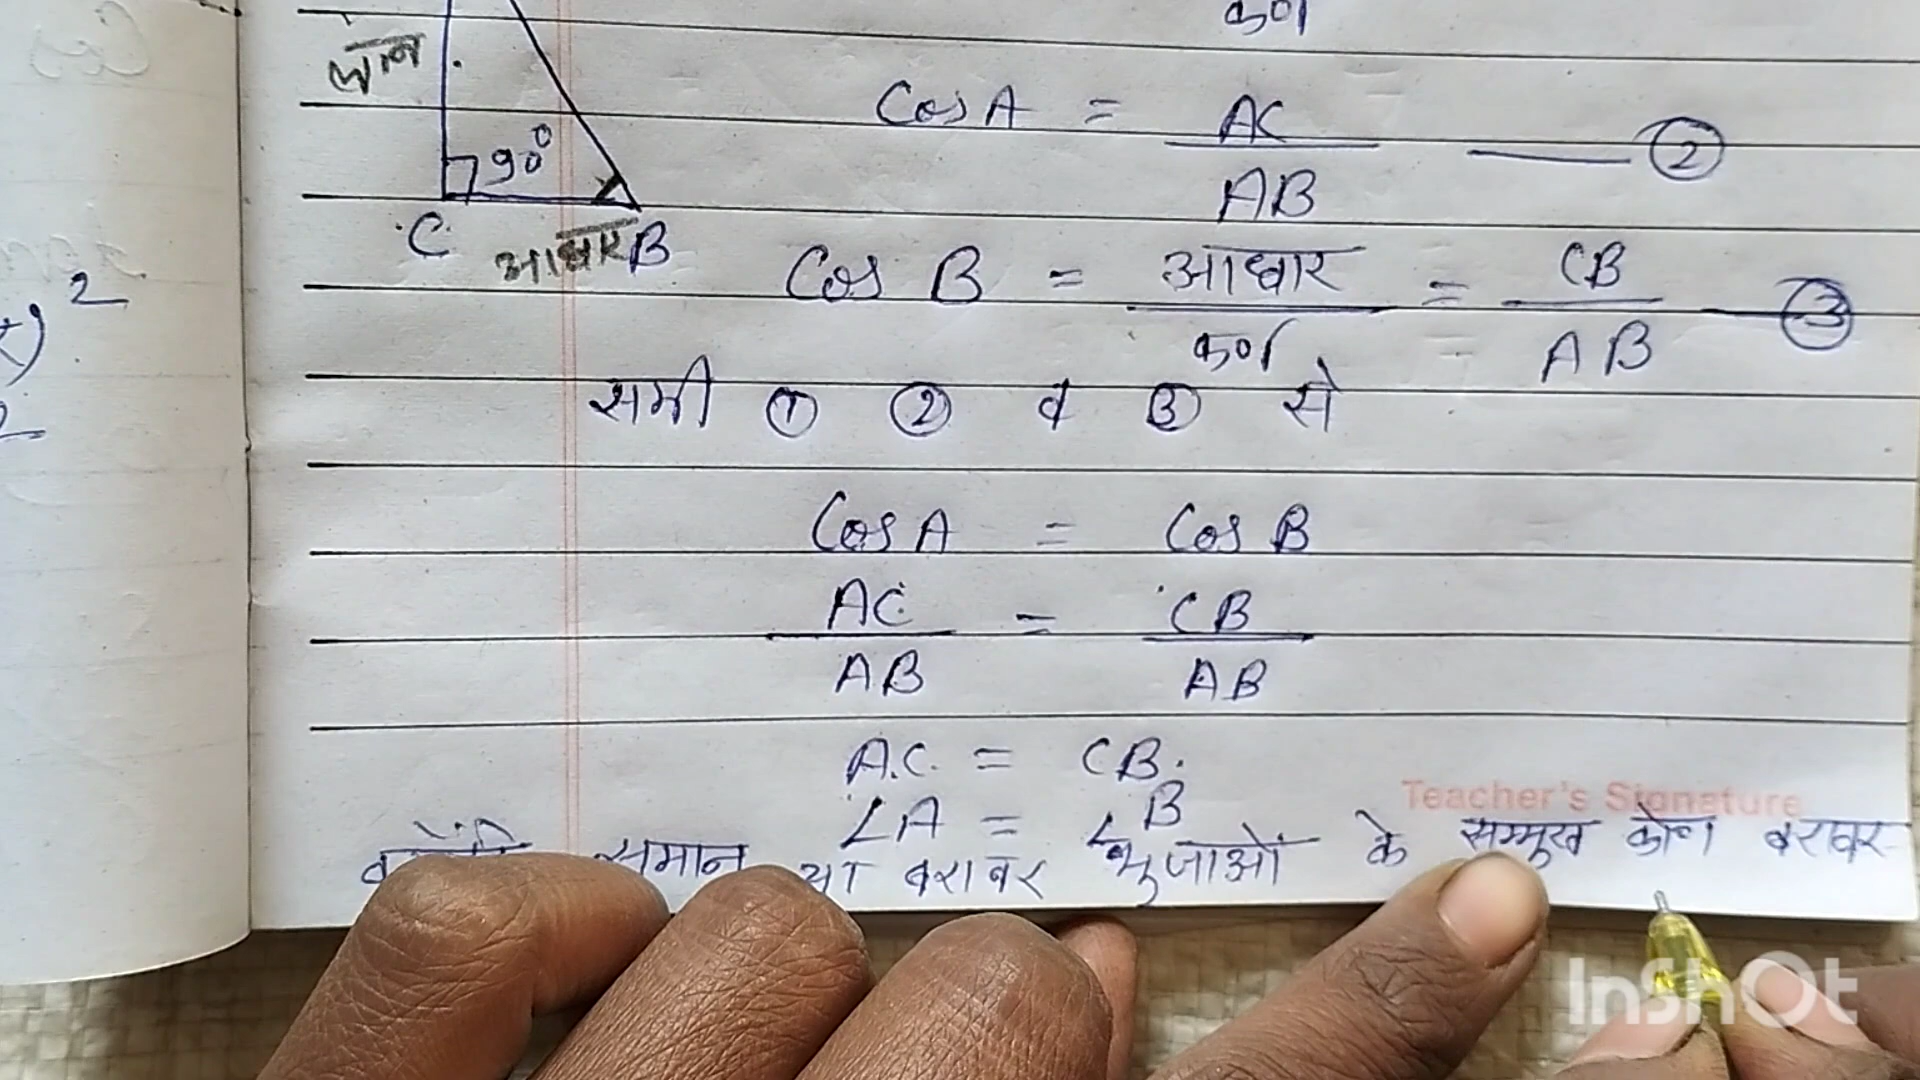 कर्ण
लम्ब
Cos A = AC / AB —— ②
90°
C आधार B
Cos B = आधार / कर्ण = CB / AB —— ③
समी ① ② व ③ से
Cos A = Cos B
AC / AB = CB / AB
AC = CB
∠A = ∠B
Teacher's Signature
समान या बराबर भुजाओं के सम्मुख कोण बराबर
2
InShOt